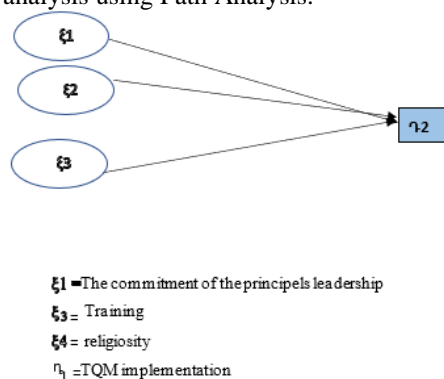 analysis using Path Analysis.
ξ1
ξ2
ξ3
η2
ξ1 =The commitment of the principels leadership
ξ3 = Training
ξ4 = religiosity
η1 =TQM implementation